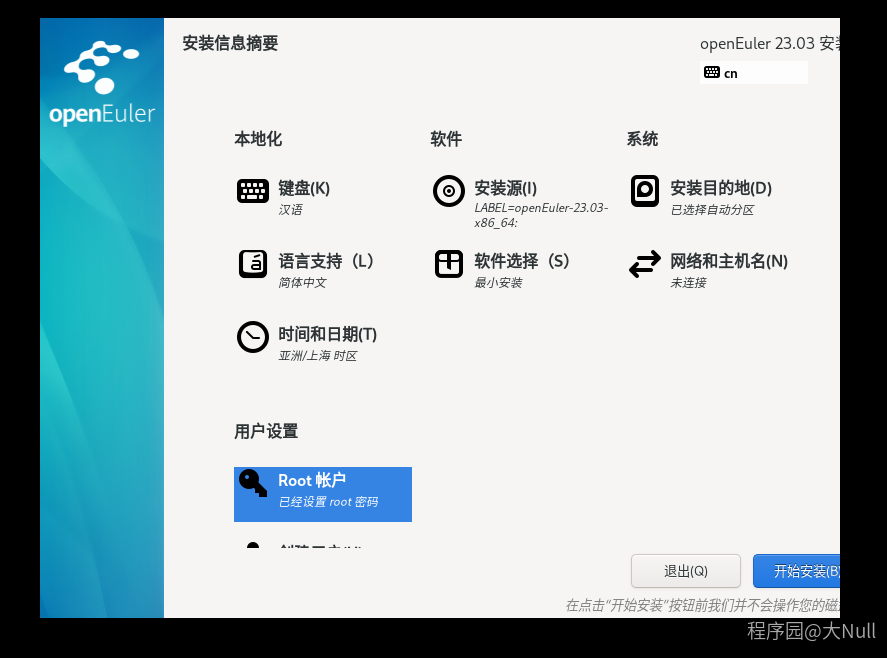 openEuler
安装信息摘要
openEuler 23.03 安装
cn
本地化
软件
系统
键盘(K)
汉语
安装源(I)
LABEL=openEuler-23.03-
x86_64:
安装目的地(D)
已选择自动分区
语言支持（L）
简体中文
软件选择（S）
最小安装
网络和主机名(N)
未连接
时间和日期(T)
亚洲/上海 时区
用户设置
Root 帐户
已经设置 root 密码
退出(Q)
开始安装(B)
在点击“开始安装”按钮前我们并不会操作您的磁
程序园@大Null